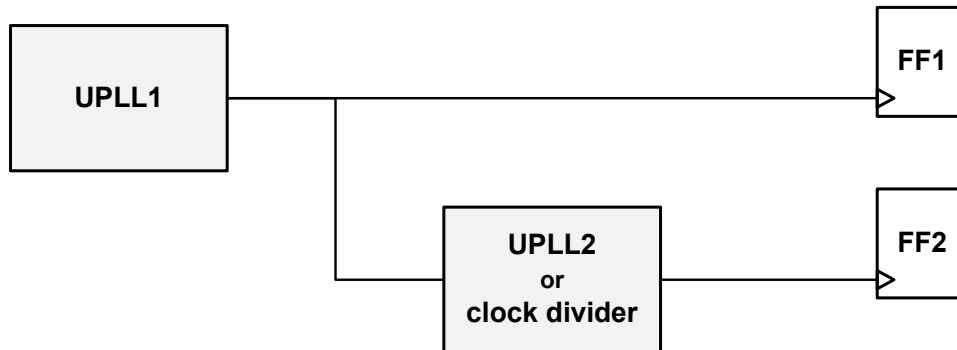 UPLL1
FF1
UPLL2
or
clock divider
FF2